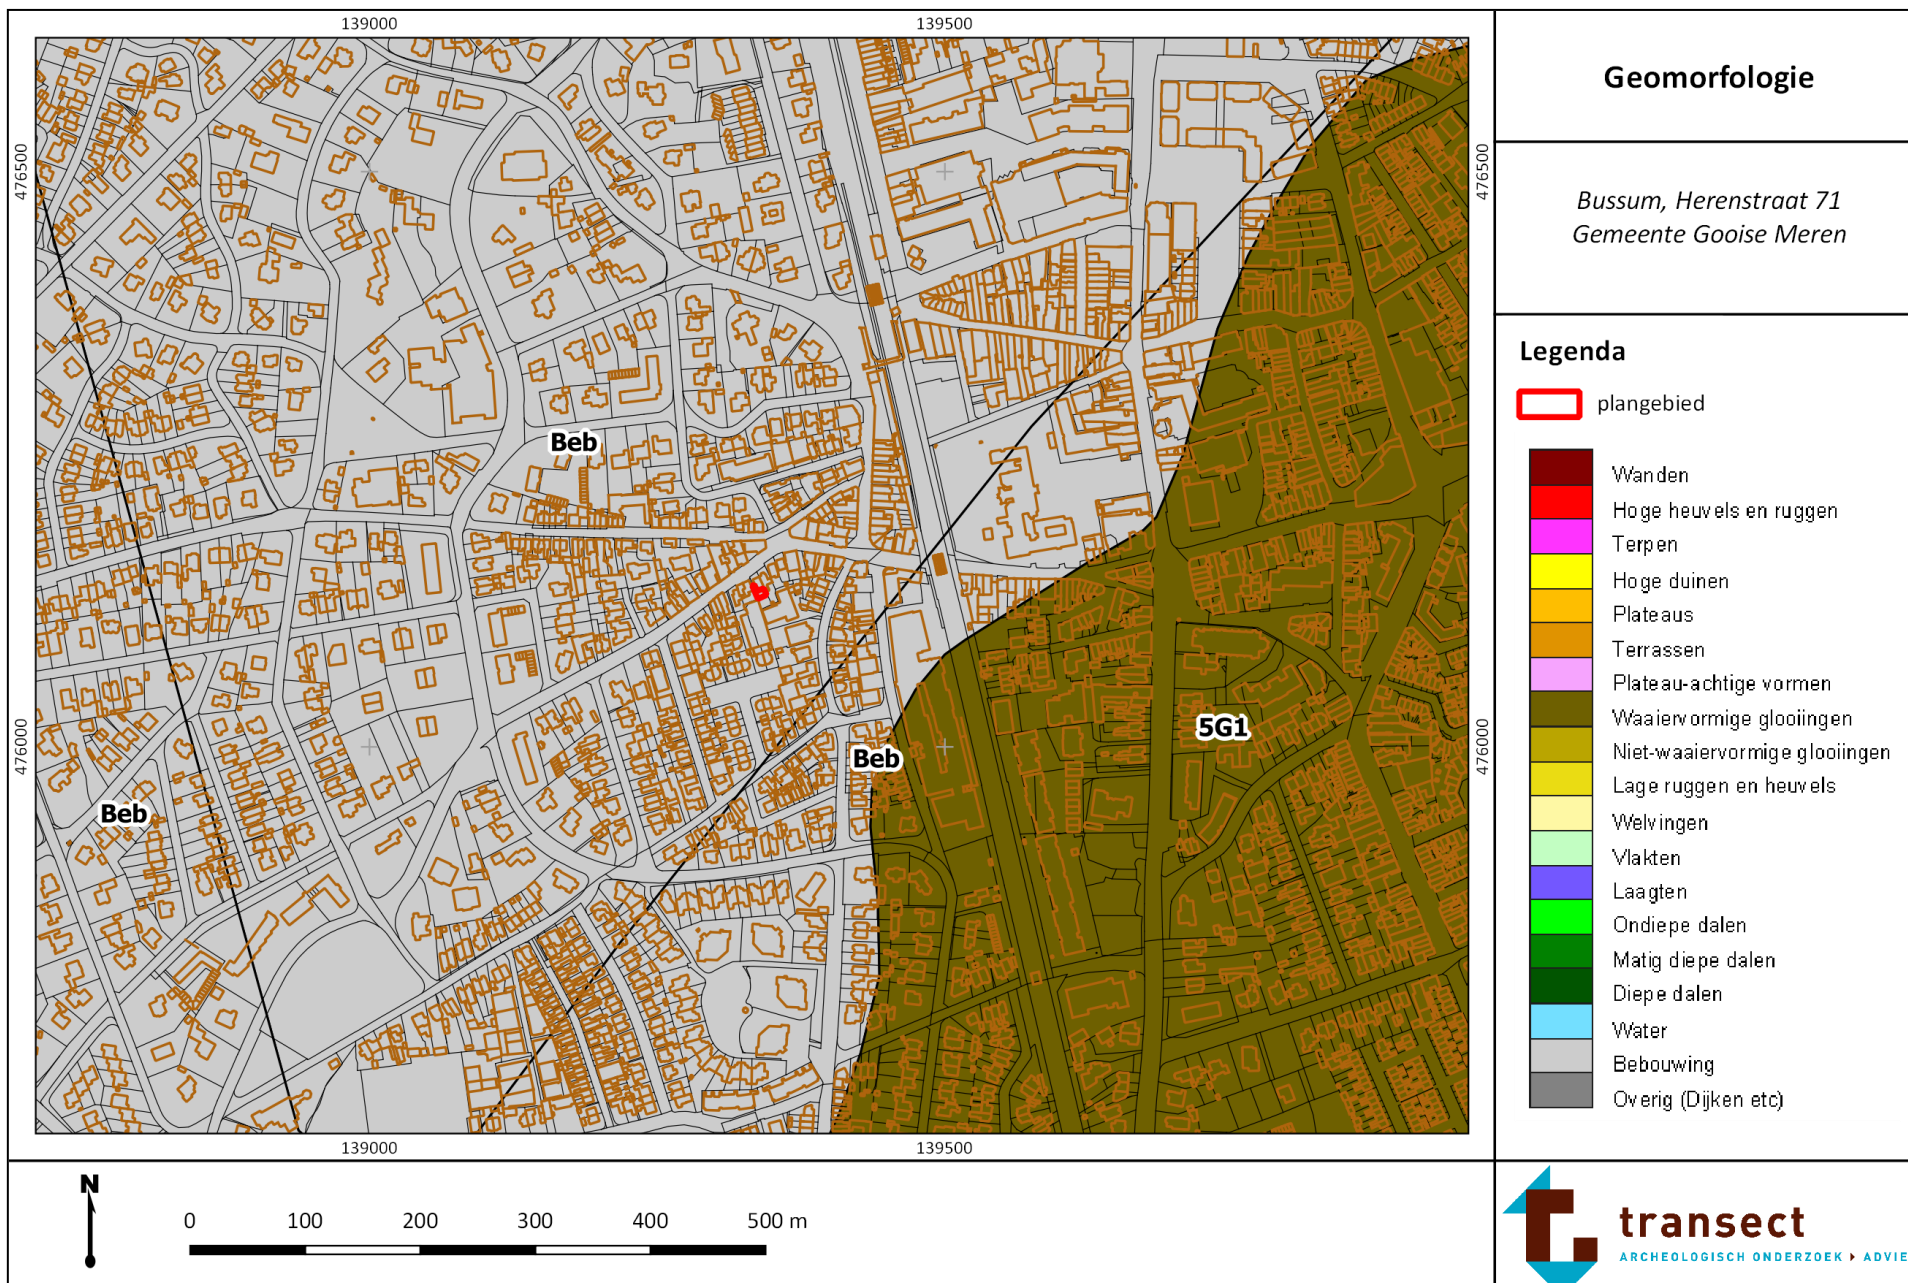 139000
139500
476500
476500
476000
476000
Beb
Beb
Beb
5G1
139000
139500
Geomorfologie
Bussum, Herenstraat 71
Gemeente Gooise Meren
Legenda
plangebied
Wanden
Hoge heuvels en ruggen
Terpen
Hoge duinen
Plateaus
Terrassen
Plateau-achtige vormen
Waaiervormige glooiingen
Niet-waaiervormige glooiingen
Lage ruggen en heuvels
Welvingen
Vlakten
Laagten
Ondiepe dalen
Matig diepe dalen
Diepe dalen
Water
Bebouwing
Overig (Dijken etc)
N
0 100 200 300 400 500 m
transect
ARCHEOLOGISCH ONDERZOEK ADVIE